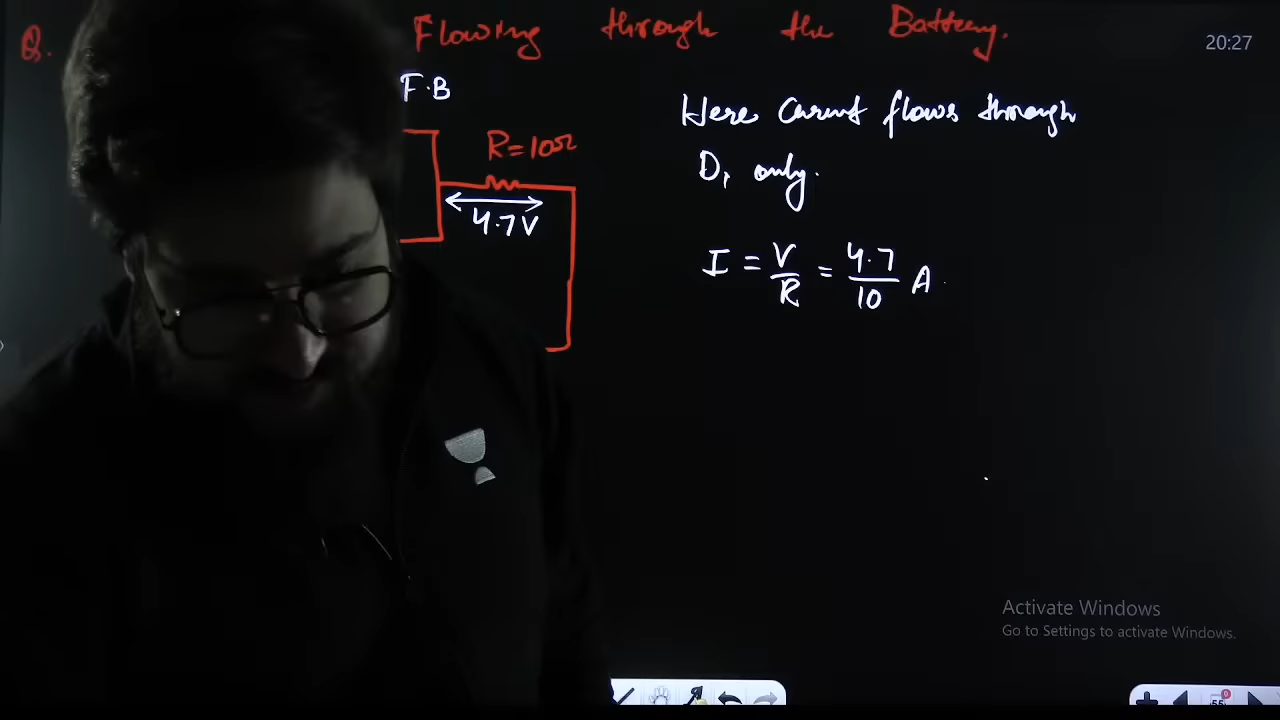 Q. Flowing through the Battery.
20:27
F.B
R=10Ω
4.7V
Here Current flows through
D₁ only.
I = V/R = 4.7/10 A
Activate Windows
Go to Settings to activate Windows.
55